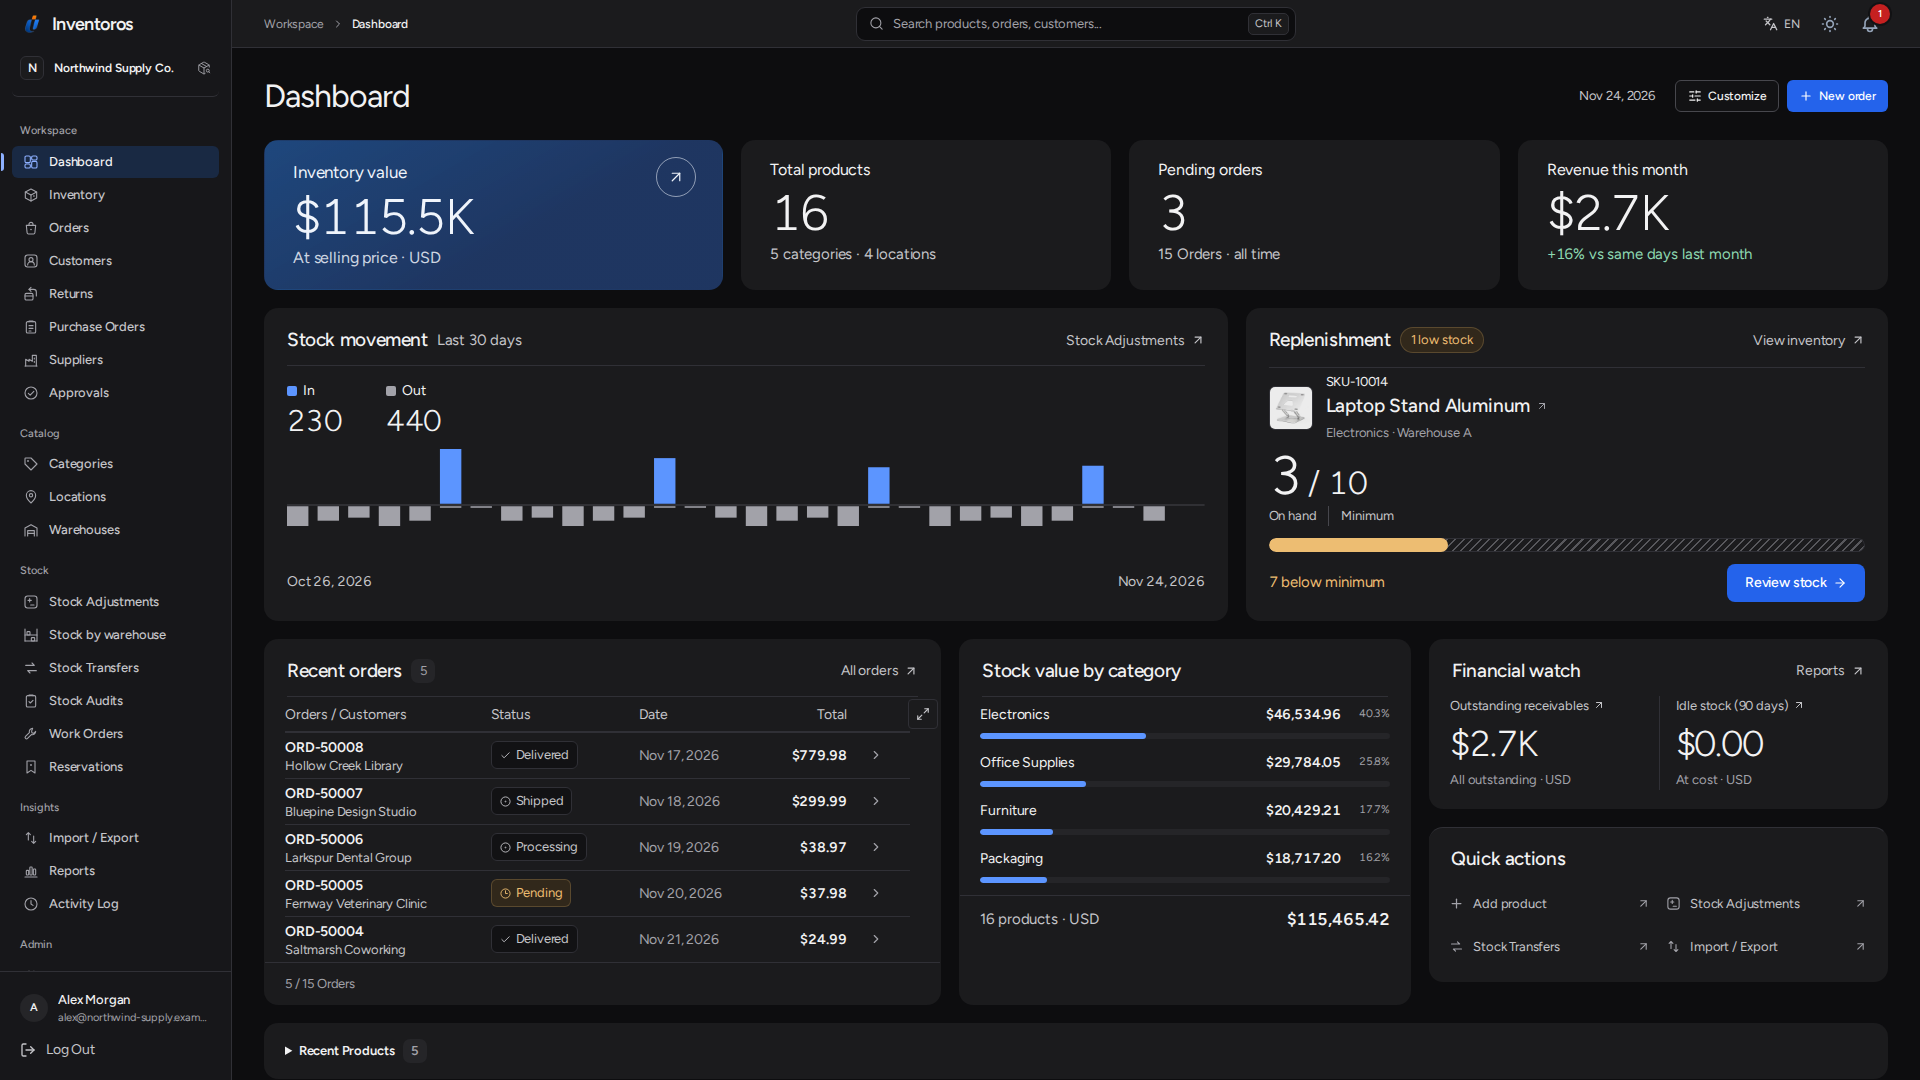 Inventoros
N Northwind Supply Co.
Workspace
Dashboard
Inventory
Orders
Customers
Returns
Purchase Orders
Suppliers
Approvals
Catalog
Categories
Locations
Warehouses
Stock
Stock Adjustments
Stock by warehouse
Stock Transfers
Stock Audits
Work Orders
Reservations
Insights
Import / Export
Reports
Activity Log
Admin
A
Alex Morgan
alex@northwind-supply.exam...
Log Out
Workspace > Dashboard
Search products, orders, customers... Ctrl K
EN
1
Dashboard
Nov 24, 2026
Customize
New order
Inventory value
$115.5K
At selling price · USD
Total products
16
5 categories · 4 locations
Pending orders
3
15 Orders · all time
Revenue this month
$2.7K
+16% vs same days last month
Stock movement Last 30 days
Stock Adjustments
In
230
Out
440
Oct 26, 2026
Nov 24, 2026
Replenishment 1 low stock
View inventory
SKU-10014
Laptop Stand Aluminum
Electronics · Warehouse A
3 / 10
On hand Minimum
7 below minimum
Review stock
Recent orders 5
All orders
Orders / Customers Status Date Total
ORD-50008
Hollow Creek Library
Delivered Nov 17, 2026 $779.98
ORD-50007
Bluepine Design Studio
Shipped Nov 18, 2026 $299.99
ORD-50006
Larkspur Dental Group
Processing Nov 19, 2026 $38.97
ORD-50005
Fernway Veterinary Clinic
Pending Nov 20, 2026 $37.98
ORD-50004
Saltmarsh Coworking
Delivered Nov 21, 2026 $24.99
5 / 15 Orders
Stock value by category
Electronics $46,534.96 40.3%
Office Supplies $29,784.05 25.8%
Furniture $20,429.21 17.7%
Packaging $18,717.20 16.2%
16 products · USD $115,465.42
Financial watch
Reports
Outstanding receivables
$2.7K
All outstanding · USD
Idle stock (90 days)
$0.00
At cost · USD
Quick actions
Add product
Stock Adjustments
Stock Transfers
Import / Export
Recent Products 5